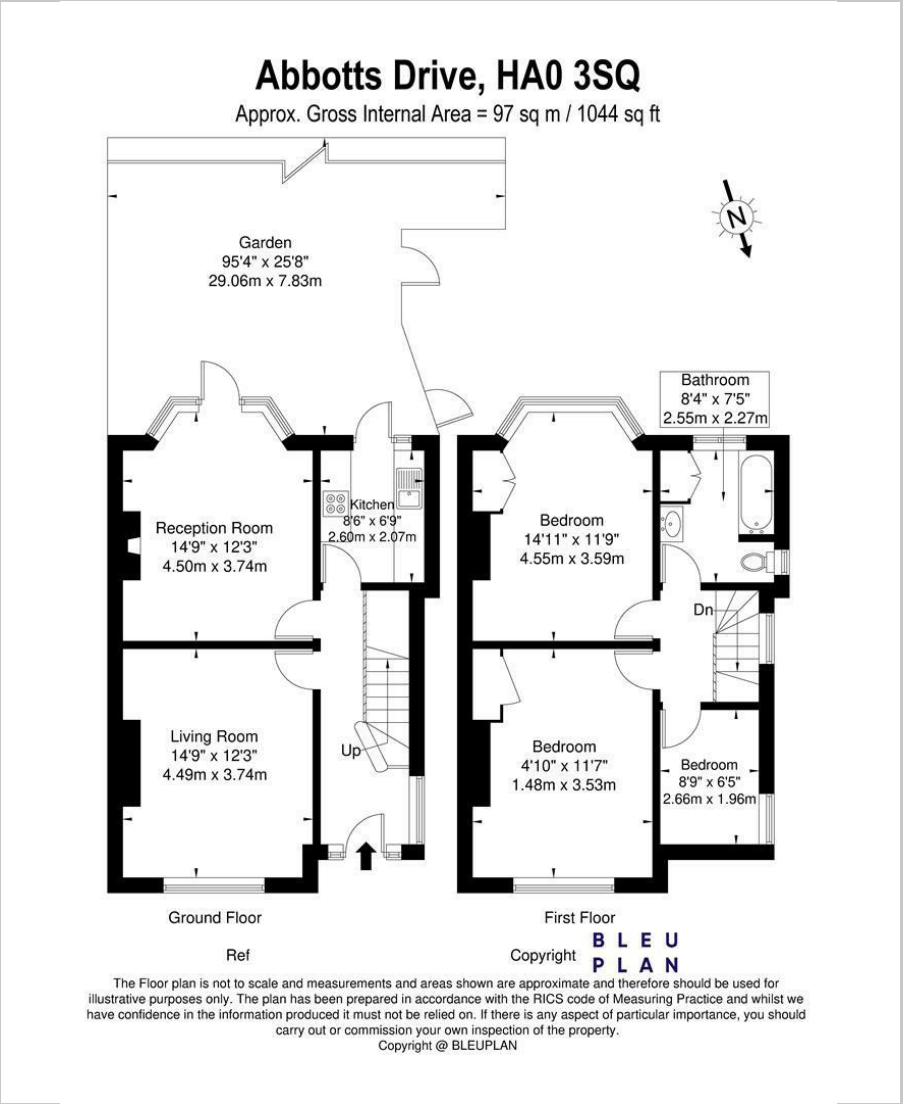 Abbotts Drive, HA0 3SQ
Approx. Gross Internal Area = 97 sq m / 1044 sq ft
N
Garden
95'4" x 25'8"
29.06m x 7.83m
Bathroom
8'4" x 7'5"
2.55m x 2.27m
Reception Room
14'9" x 12'3"
4.50m x 3.74m
Kitchen
8'6" x 6'9"
2.60m x 2.07m
Bedroom
14'11" x 11'9"
4.55m x 3.59m
Dn
Living Room
14'9" x 12'3"
4.49m x 3.74m
Up
Bedroom
4'10" x 11'7"
1.48m x 3.53m
Bedroom
8'9" x 6'5"
2.66m x 1.96m
Ground Floor
First Floor
Ref
Copyright
BLEU
PLAN
The Floor plan is not to scale and measurements and areas shown are approximate and therefore should be used for
illustrative purposes only. The plan has been prepared in accordance with the RICS code of Measuring Practice and whilst we
have confidence in the information produced it must not be relied on. If there is any aspect of particular importance, you should
carry out or commission your own inspection of the property.
Copyright @ BLEUPLAN